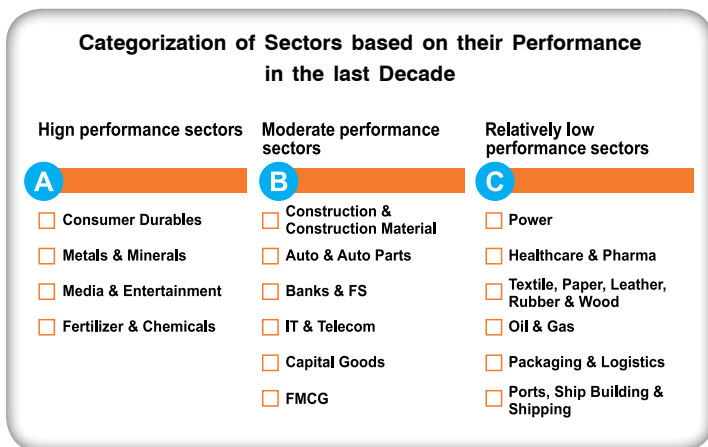 Categorization of Sectors based on their Performance
in the last Decade
Hign performance sectors
A
Consumer Durables
Metals & Minerals
Media & Entertainment
Fertilizer & Chemicals
Moderate performance
sectors
B
Construction &
Construction Material
Auto & Auto Parts
Banks & FS
IT & Telecom
Capital Goods
FMCG
Relatively low
performance sectors
C
Power
Healthcare & Pharma
Textile, Paper, Leather,
Rubber & Wood
Oil & Gas
Packaging & Logistics
Ports, Ship Building &
Shipping